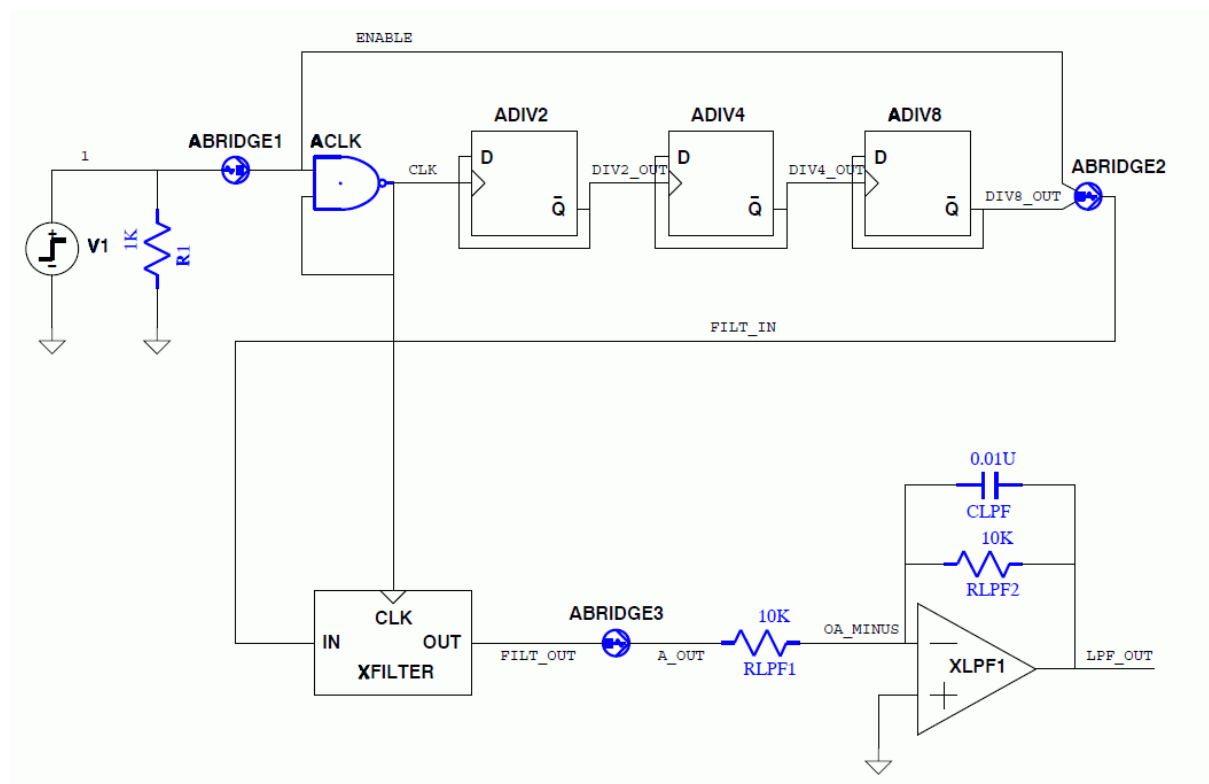 ENABLE
ADIV2
ADIV4
ADIV8
ABRIDGE1
ACLK
1
D
D
D
CLK
DIV2_OUT
DIV4_OUT
ABRIDGE2
DIV8_OUT
Q̄
Q̄
Q̄
+
V1
−
1K
R1
FILT_IN
0.01U
CLPF
10K
RLPF2
CLK
IN
OUT
XFILTER
FILT_OUT
ABRIDGE3
A_OUT
10K
RLPF1
OA_MINUS
−
XLPF1
+
LPF_OUT